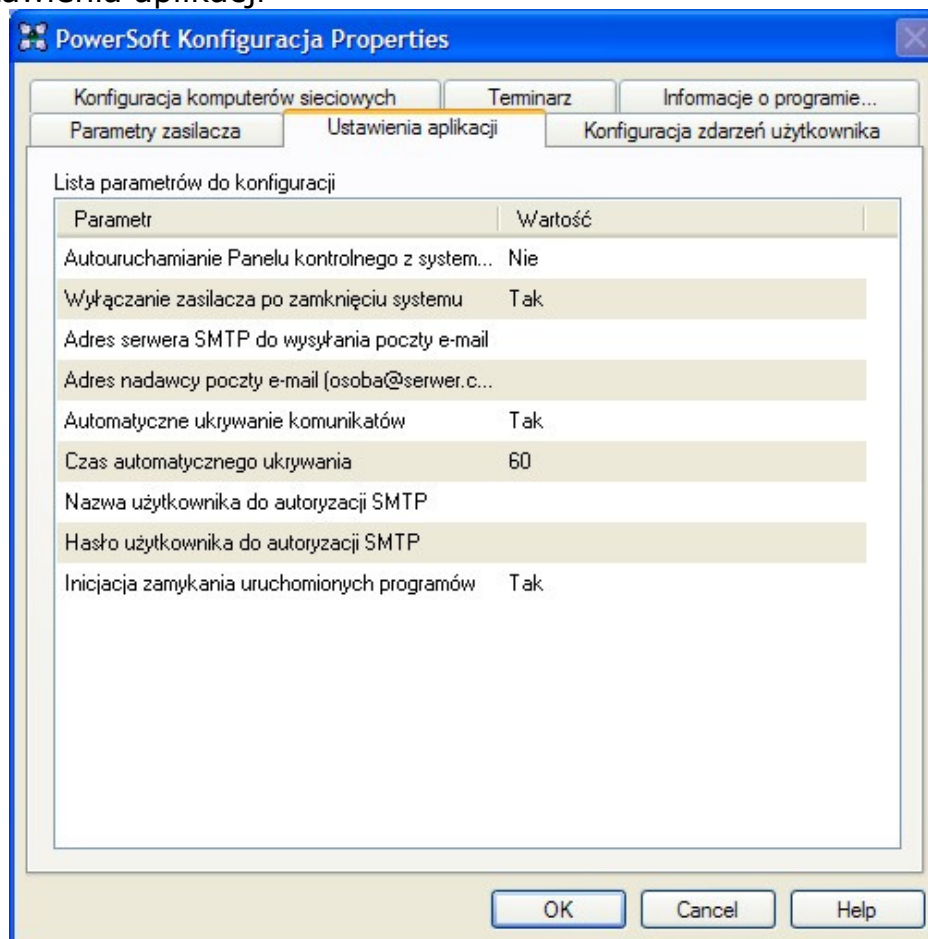 PowerSoft Konfiguracja Properties
Konfiguracja komputerów sieciowych Terminarz Informacje o programie...
Parametry zasilacza Ustawienia aplikacji Konfiguracja zdarzeń użytkownika
Lista parametrów do konfiguracji
Parametr Wartość
Autouruchamianie Panelu kontrolnego z system... Nie
Wyłączanie zasilacza po zamknięciu systemu Tak
Adres serwera SMTP do wysyłania poczty e-mail
Adres nadawcy poczty e-mail (osoba@serwer.c...
Automatyczne ukrywanie komunikatów Tak
Czas automatycznego ukrywania 60
Nazwa użytkownika do autoryzacji SMTP
Hasło użytkownika do autoryzacji SMTP
Inicjacja zamykania uruchomionych programów Tak
OK Cancel Help